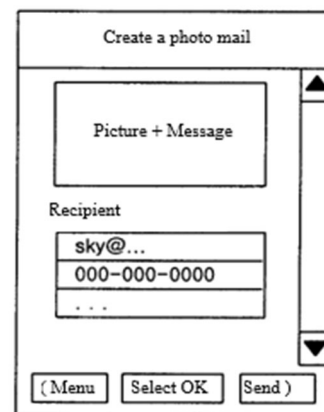 Create a photo mail
Picture + Message
Recipient
sky@...
000-000-0000
...
( Menu Select OK Send )